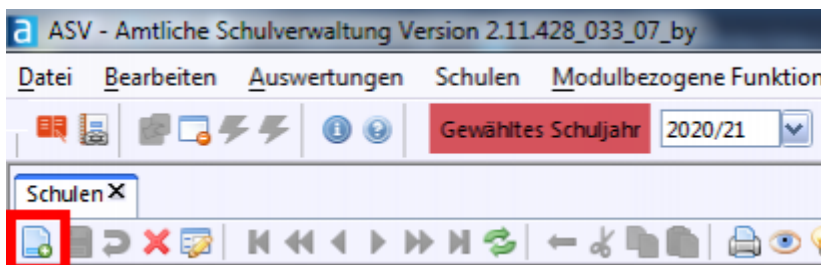 a ASV - Amtliche Schulverwaltung Version 2.11.428_033_07_by
Datei Bearbeiten Auswertungen Schulen Modulbezogene Funktion
Gewähltes Schuljahr 2020/21
Schulen X